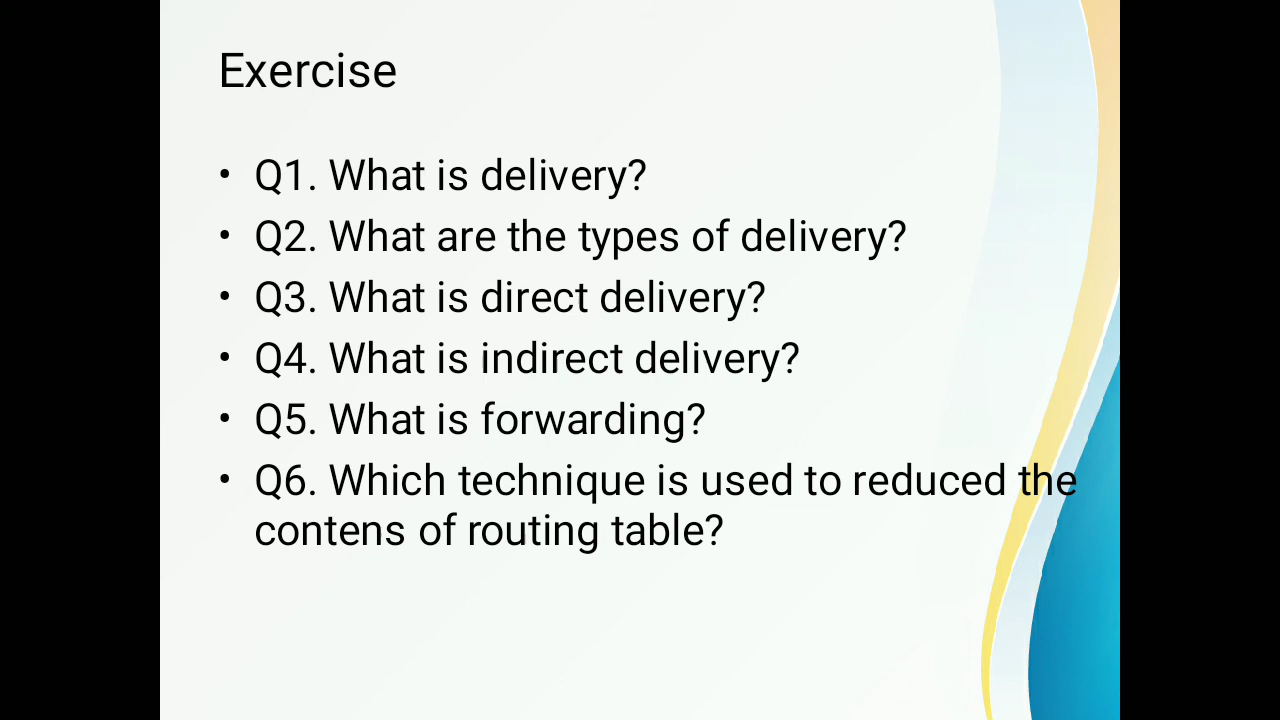 Exercise
• Q1. What is delivery?
• Q2. What are the types of delivery?
• Q3. What is direct delivery?
• Q4. What is indirect delivery?
• Q5. What is forwarding?
• Q6. Which technique is used to reduced the
contens of routing table?